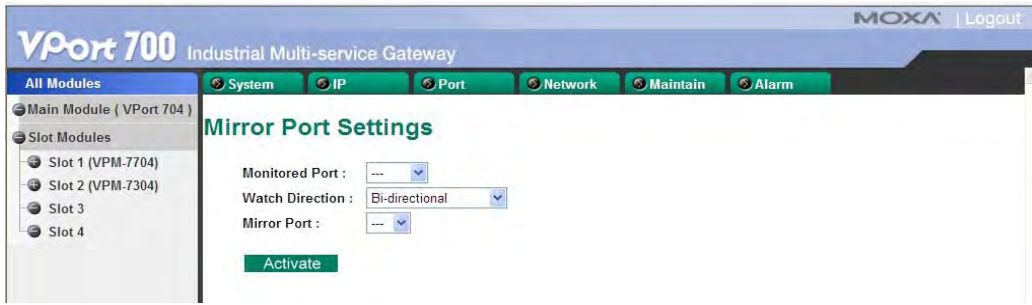 MOXA | Logout
VPort 700 Industrial Multi-service Gateway
All Modules
System IP Port Network Maintain Alarm
Main Module ( VPort 704 )
Slot Modules
Slot 1 (VPM-7704)
Slot 2 (VPM-7304)
Slot 3
Slot 4
Mirror Port Settings
Monitored Port : ---
Watch Direction : Bi-directional
Mirror Port : ---
Activate